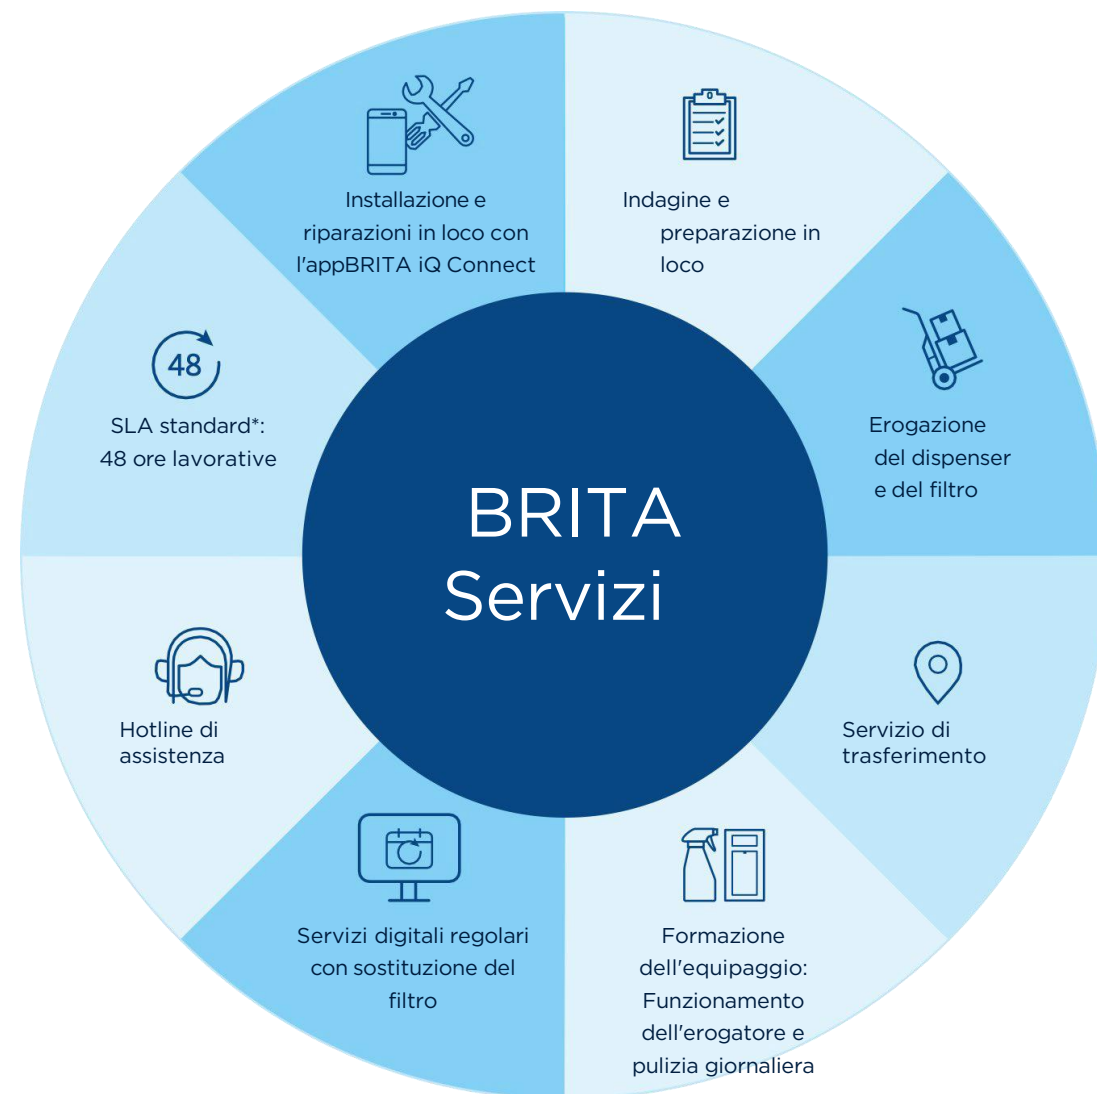 Installazione e
riparazioni in loco con
l'appBRITA iQ Connect
Indagine e
preparazione in
loco
Erogazione
del dispenser
e del filtro
48
SLA standard*:
48 ore lavorative
BRITA
Servizi
Hotline di
assistenza
Servizio di
trasferimento
Servizi digitali regolari
con sostituzione del
filtro
Formazione
dell'equipaggio:
Funzionamento
dell'erogatore e
pulizia giornaliera